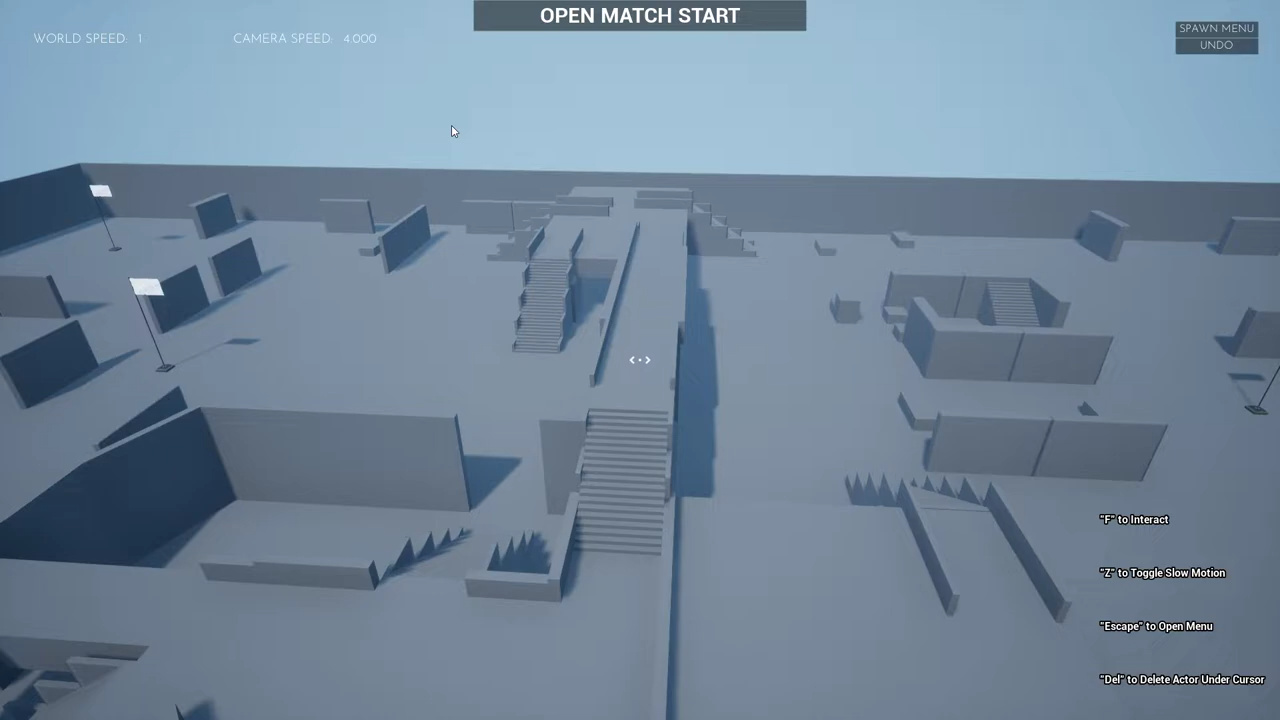 OPEN MATCH START
WORLD SPEED: 1
CAMERA SPEED: 4.000
SPAWN MENU
UNDO
"F" to Interact
"Z" to Toggle Slow Motion
"Escape" to Open Menu
"Del" to Delete Actor Under Cursor